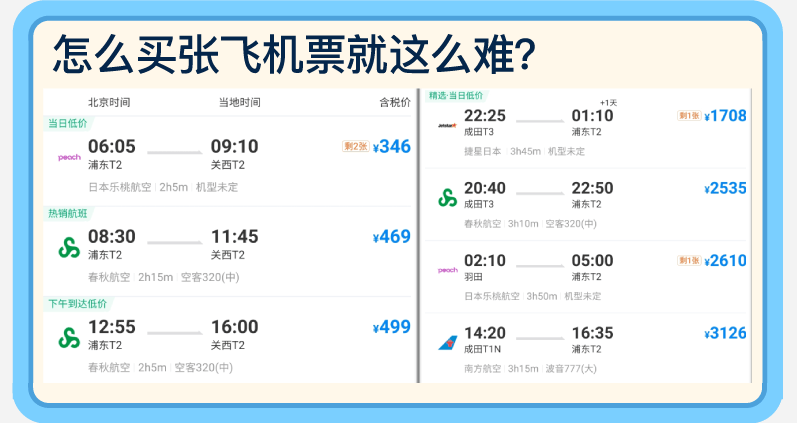 怎么买张飞机票就这么难？
北京时间 当地时间 含税价
当日低价
06:05 09:10 剩2张 ¥346
peach 浦东T2 关西T2
日本乐桃航空 2h5m 机型未定
热销航班
08:30 11:45 ¥469
浦东T2 关西T2
春秋航空 2h15m 空客320(中)
下午到达低价
12:55 16:00 ¥499
浦东T2 关西T2
春秋航空 2h5m 空客320(中)
精选·当日低价
+1天
Jetstar 22:25 01:10 剩1张 ¥1708
成田T3 浦东T2
捷星日本 3h45m 机型未定
20:40 22:50 ¥2535
成田T3 浦东T2
春秋航空 3h10m 空客320(中)
02:10 05:00 剩1张 ¥2610
peach 羽田 浦东T2
日本乐桃航空 3h50m 机型未定
14:20 16:35 ¥3126
成田T1N 浦东T2
南方航空 3h15m 波音777(大)